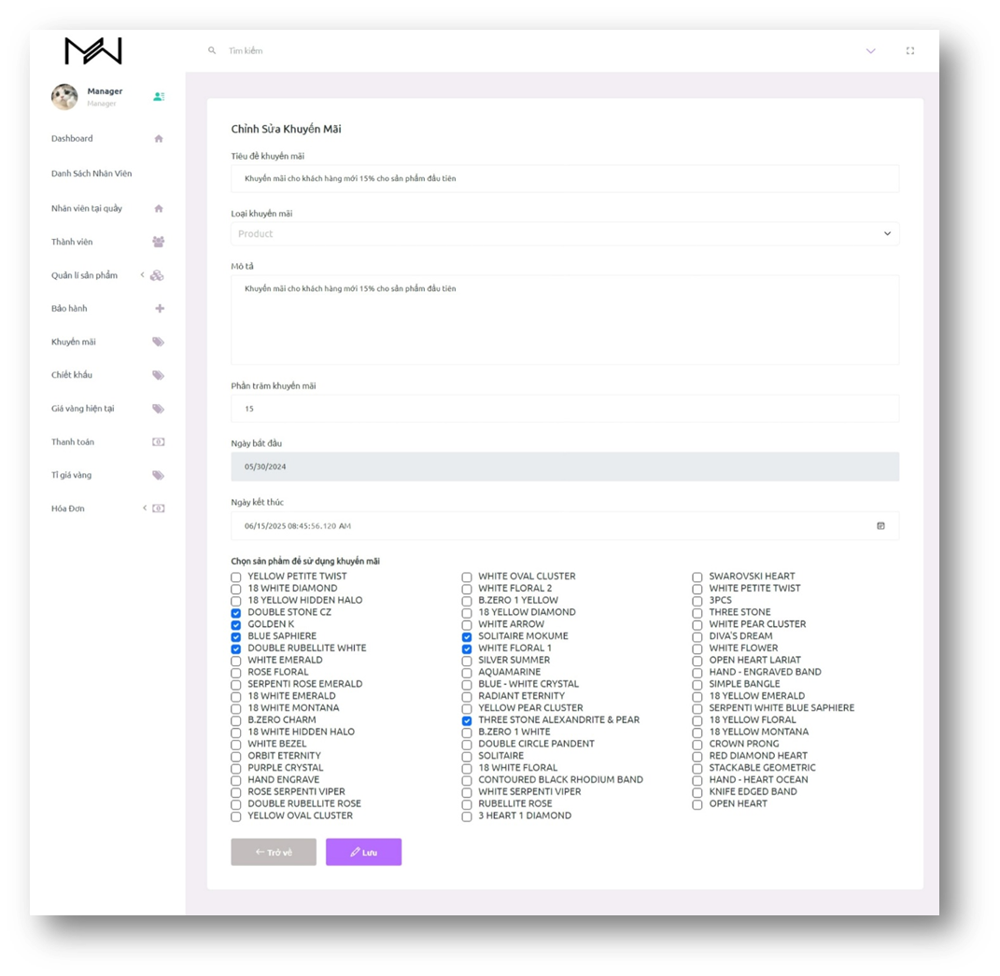 MW
Tìm kiếm
Manager
Manager
Dashboard
Danh Sách Nhân Viên
Nhân viên tại quầy
Thành viên
Quản lí sản phẩm
Bảo hành
Khuyến mãi
Chiết khấu
Giá vàng hiện tại
Thanh toán
Tỉ giá vàng
Hóa Đơn
Chỉnh Sửa Khuyến Mãi
Tiêu đề khuyến mãi
Khuyến mãi cho khách hàng mới 15% cho sản phẩm đầu tiên
Loại khuyến mãi
Product
Mô tả
Khuyến mãi cho khách hàng mới 15% cho sản phẩm đầu tiên
Phần trăm khuyến mãi
15
Ngày bắt đầu
05/30/2024
Ngày kết thúc
06/15/2025 08:45:56.120 AM
Chọn sản phẩm để sử dụng khuyến mãi
YELLOW PETITE TWIST
18 WHITE DIAMOND
18 YELLOW HIDDEN HALO
DOUBLE STONE CZ
GOLDEN K
BLUE SAPHIERE
DOUBLE RUBELLITE WHITE
WHITE EMERALD
ROSE FLORAL
SERPENTI ROSE EMERALD
18 WHITE EMERALD
18 WHITE MONTANA
B.ZERO CHARM
18 WHITE HIDDEN HALO
WHITE BEZEL
ORBIT ETERNITY
PURPLE CRYSTAL
HAND ENGRAVE
ROSE SERPENTI VIPER
DOUBLE RUBELLITE ROSE
YELLOW OVAL CLUSTER
WHITE OVAL CLUSTER
WHITE FLORAL 2
B.ZERO 1 YELLOW
18 YELLOW DIAMOND
WHITE ARROW
SOLITAIRE MOKUME
WHITE FLORAL 1
SILVER SUMMER
AQUAMARINE
BLUE - WHITE CRYSTAL
RADIANT ETERNITY
YELLOW PEAR CLUSTER
THREE STONE ALEXANDRITE & PEAR
B.ZERO 1 WHITE
DOUBLE CIRCLE PANDENT
SOLITAIRE
18 WHITE FLORAL
CONTOURED BLACK RHODIUM BAND
WHITE SERPENTI VIPER
RUBELLITE ROSE
3 HEART 1 DIAMOND
SWAROVSKI HEART
WHITE PETITE TWIST
3PCS
THREE STONE
WHITE PEAR CLUSTER
DIVA'S DREAM
WHITE FLOWER
OPEN HEART LARIAT
HAND - ENGRAVED BAND
SIMPLE BANGLE
18 YELLOW EMERALD
SERPENTI WHITE BLUE SAPHIERE
18 YELLOW FLORAL
18 YELLOW MONTANA
CROWN PRONG
RED DIAMOND HEART
STACKABLE GEOMETRIC
HAND - HEART OCEAN
KNIFE EDGED BAND
OPEN HEART
Trở về
Lưu